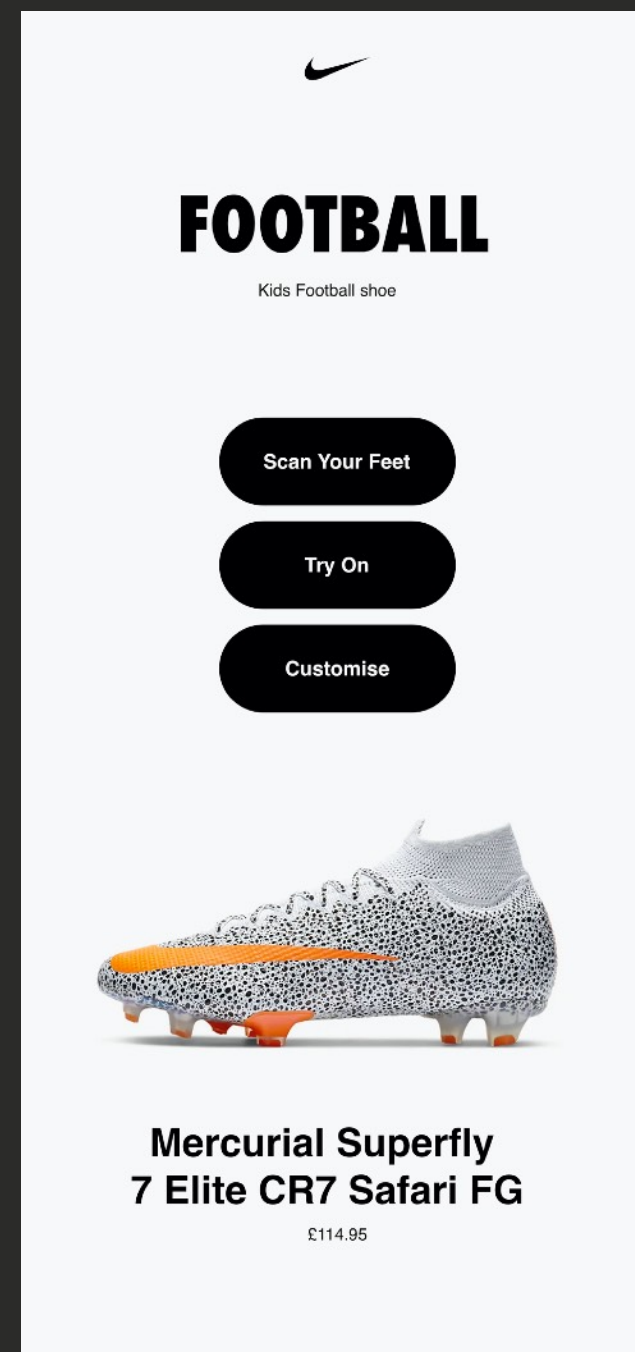 FOOTBALL
Kids Football shoe
Scan Your Feet
Try On
Customise
Mercurial Superfly
7 Elite CR7 Safari FG
£114.95